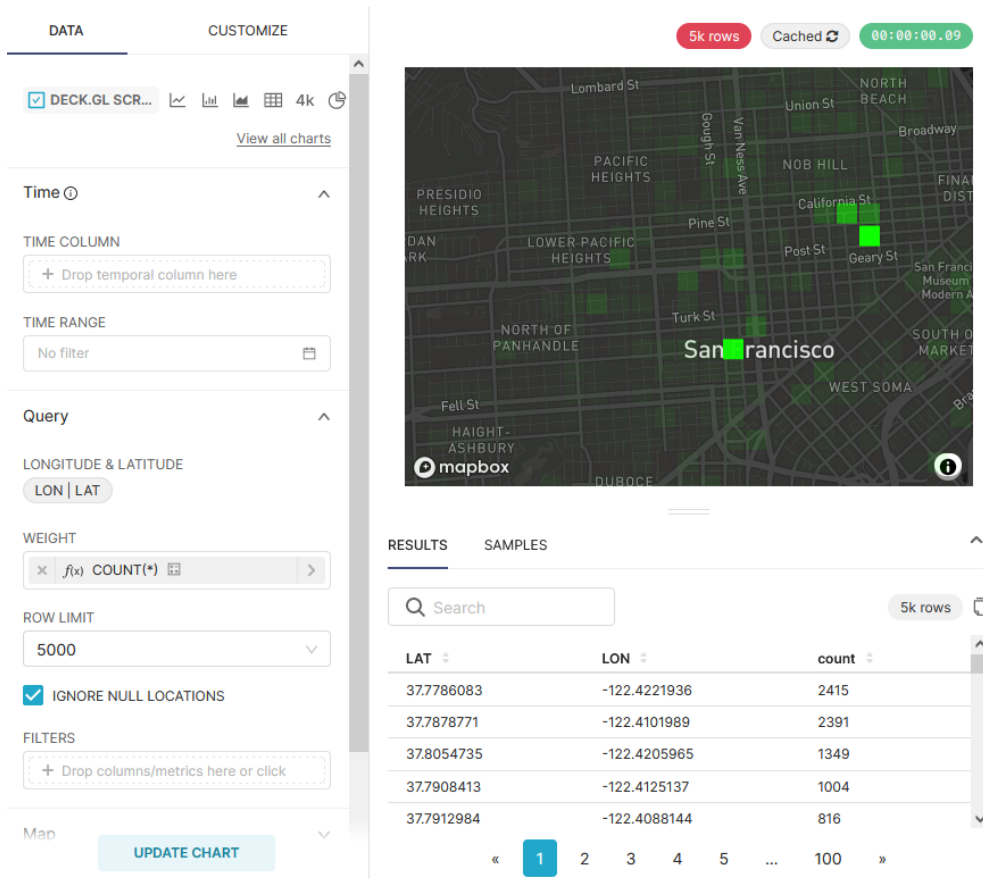 DATA
CUSTOMIZE
DECK.GL SCR...
4k
View all charts
Time
TIME COLUMN
+ Drop temporal column here
TIME RANGE
No filter
Query
LONGITUDE & LATITUDE
LON | LAT
WEIGHT
× f(x) COUNT(*)
ROW LIMIT
5000
IGNORE NULL LOCATIONS
FILTERS
+ Drop columns/metrics here or click
Map
UPDATE CHART
5k rows
Cached
00:00:00.09
Lombard St
NORTH
BEACH
Union St
Gough St
Van Ness Ave
Broadway
PACIFIC
HEIGHTS
NOB HILL
PRESIDIO
HEIGHTS
FINA
DIST
California St
Pine St
DAN
RK
LOWER PACIFIC
HEIGHTS
Post St
Geary St
San Franci
Museum
Modern A
Turk St
NORTH OF
PANHANDLE
San rancisco
SOUTH O
MARKET
WEST SOMA
Fell St
Bra
HAIGHT-
ASHBURY
mapbox
DUBOCE
RESULTS
SAMPLES
Search
5k rows
LAT LON count
37.7786083 -122.4221936 2415
37.7878771 -122.4101989 2391
37.8054735 -122.4205965 1349
37.7908413 -122.4125137 1004
37.7912984 -122.4088144 816
« 1 2 3 4 5 ... 100 »